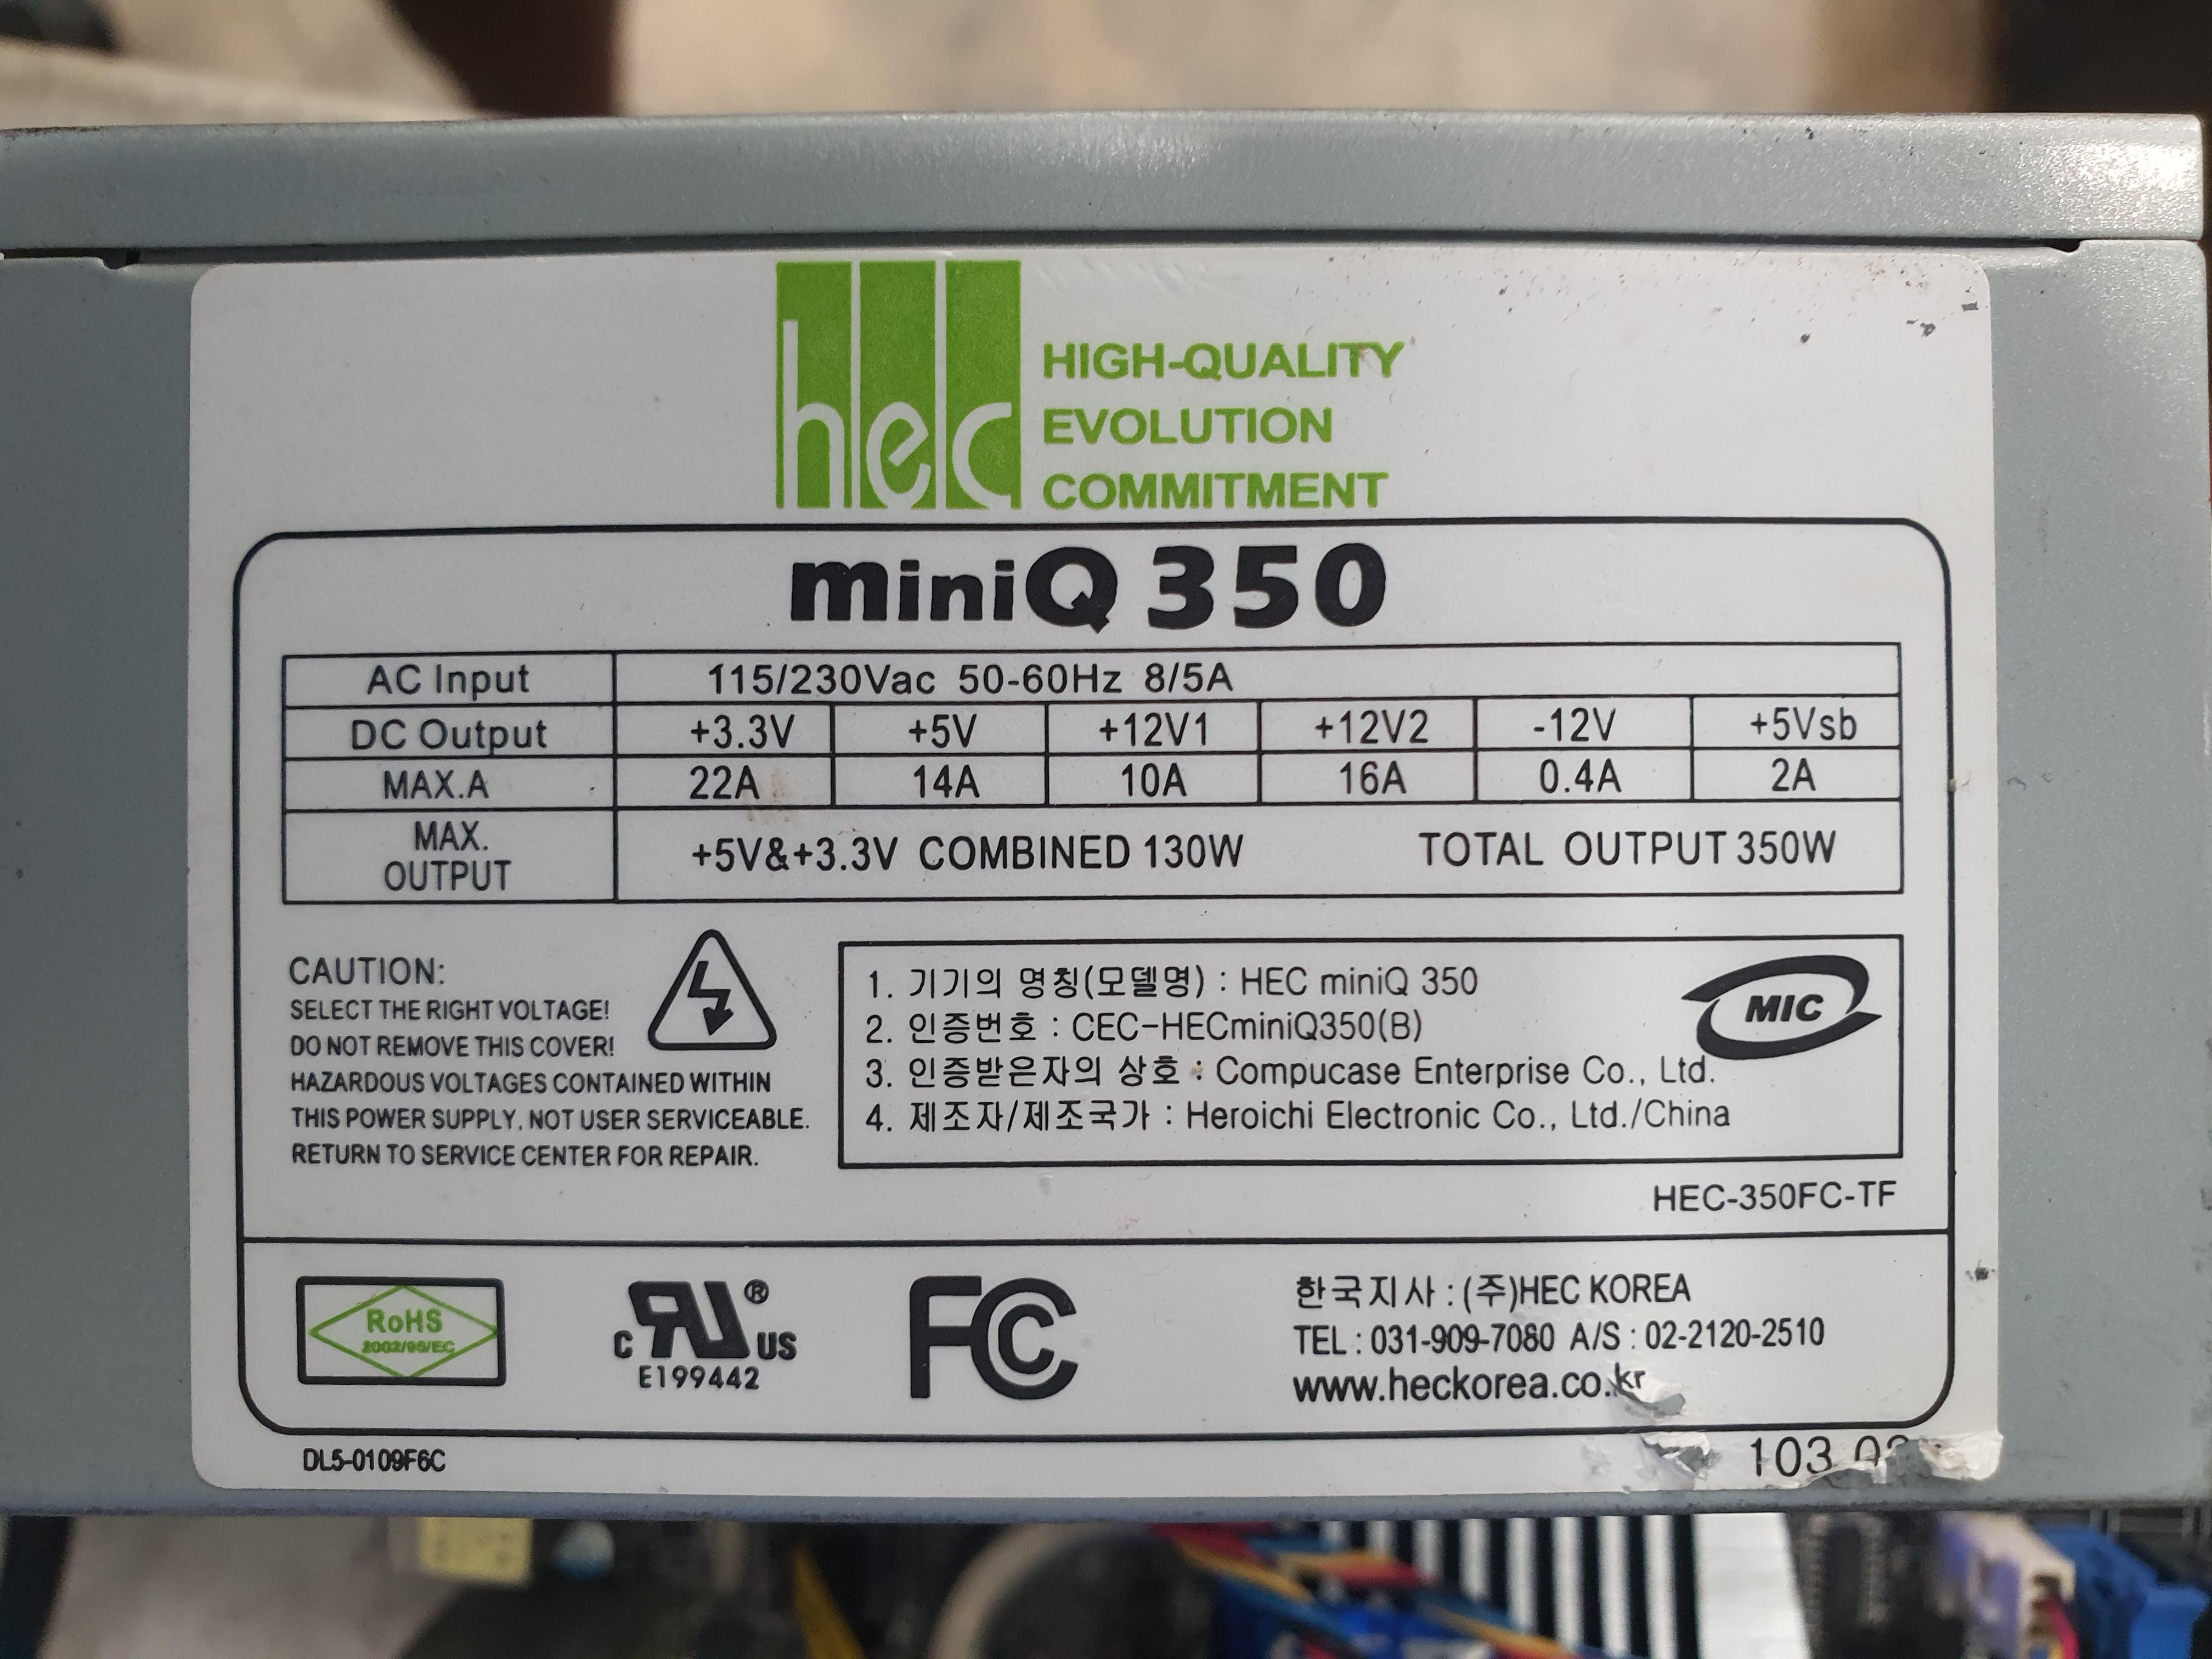 hec
HIGH-QUALITY
EVOLUTION
COMMITMENT
miniQ 350
AC Input 115/230Vac 50-60Hz 8/5A
DC Output +3.3V +5V +12V1 +12V2 -12V +5Vsb
MAX.A 22A 14A 10A 16A 0.4A 2A
MAX. OUTPUT +5V&+3.3V COMBINED 130W TOTAL OUTPUT 350W
CAUTION:
SELECT THE RIGHT VOLTAGE!
DO NOT REMOVE THIS COVER!
HAZARDOUS VOLTAGES CONTAINED WITHIN
THIS POWER SUPPLY, NOT USER SERVICEABLE.
RETURN TO SERVICE CENTER FOR REPAIR.
1. 기기의 명칭(모델명) : HEC miniQ 350
2. 인증번호 : CEC-HECminiQ350(B)
3. 인증받은자의 상호 : Compucase Enterprise Co., Ltd.
4. 제조자/제조국가 : Heroichi Electronic Co., Ltd./China
MIC
HEC-350FC-TF
RoHS
2002/95/EC
c RU US ®
E199442
FC
한국지사 : (주)HEC KOREA
TEL : 031-909-7080 A/S : 02-2120-2510
www.heckorea.co.kr
DL5-0109F6C
103